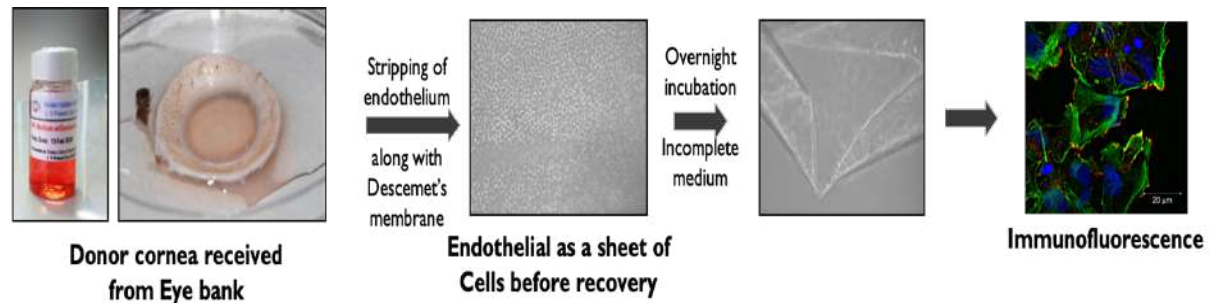 Stripping of
endothelium
along with
Descemet's
membrane
Overnight
incubation
Incomplete
medium
20 µm
Donor cornea received
from Eye bank
Endothelial as a sheet of
Cells before recovery
Immunofluorescence